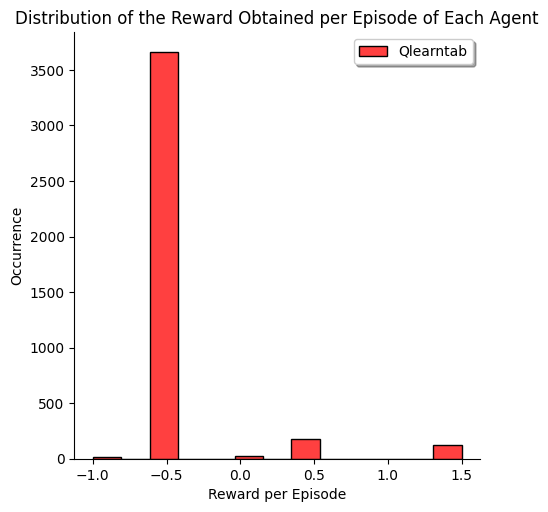 Distribution of the Reward Obtained per Episode of Each Agent
Qlearntab
3500
3000
2500
2000
1500
1000
500
0
Occurrence
−1.0 −0.5 0.0 0.5 1.0 1.5
Reward per Episode